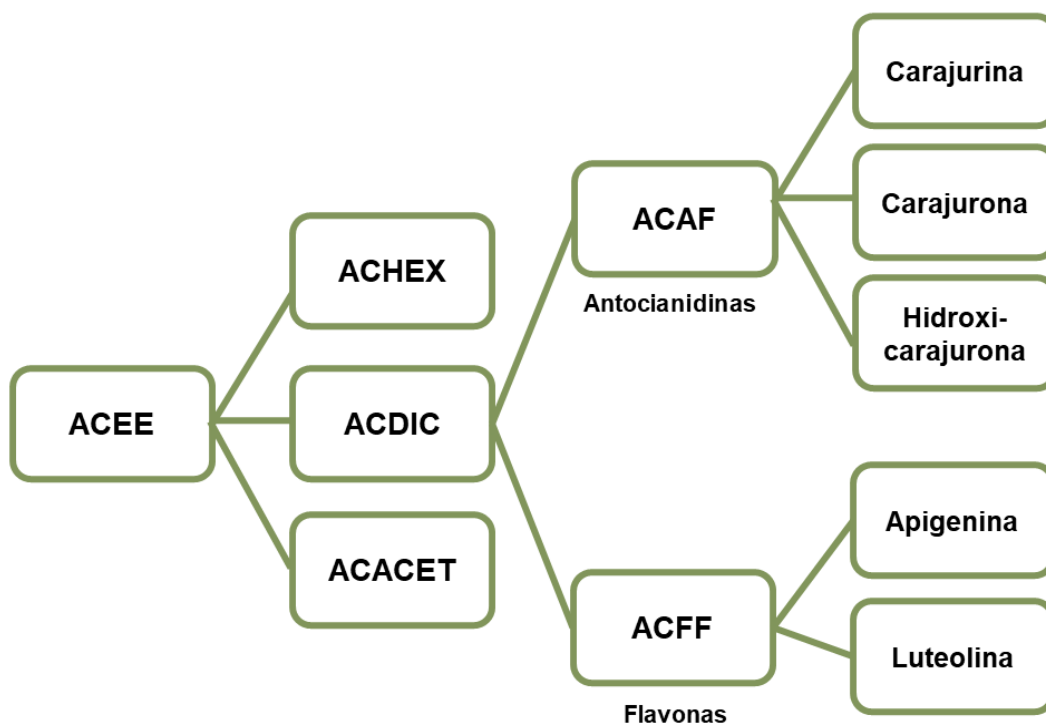 ACEE
ACHEX
ACDIC
ACACET
ACAF
Antocianidinas
ACFF
Flavonas
Carajurina
Carajurona
Hidroxi-
carajurona
Apigenina
Luteolina